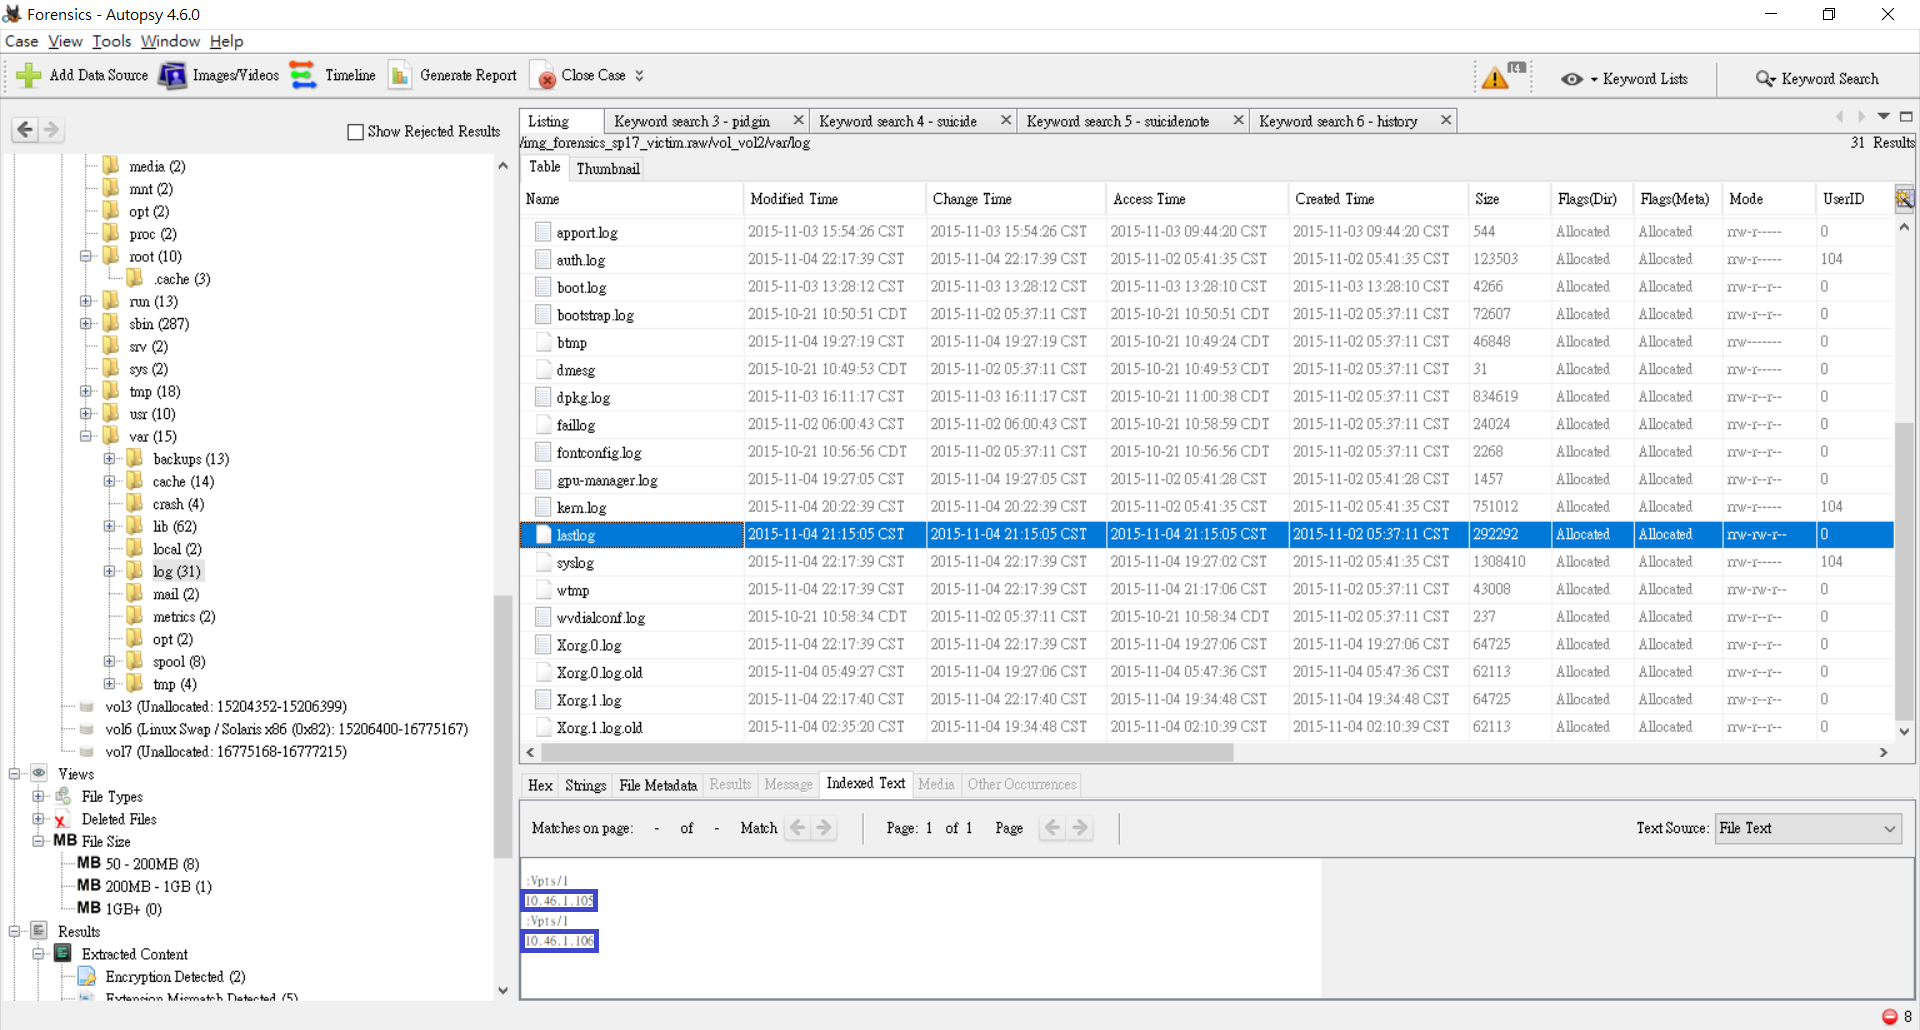 Forensics - Autopsy 4.6.0
Case View Tools Window Help
Add Data Source Images/Videos Timeline Generate Report Close Case 14 Keyword Lists Keyword Search
Show Rejected Results
media (2)
mnt (2)
opt (2)
proc (2)
root (10)
.cache (3)
run (13)
sbin (287)
srv (2)
sys (2)
tmp (18)
usr (10)
var (15)
backups (13)
cache (14)
crash (4)
lib (62)
local (2)
log (31)
mail (2)
metrics (2)
opt (2)
spool (8)
tmp (4)
vol3 (Unallocated: 15204352-15206399)
vol6 (Linux Swap / Solaris x86 (0x82): 15206400-16775167)
vol7 (Unallocated: 16775168-16777215)
Views
File Types
Deleted Files
MB File Size
MB 50 - 200MB (8)
MB 200MB - 1GB (1)
MB 1GB+ (0)
Results
Extracted Content
Encryption Detected (2)
Extension Mismatch Detected (5)
Listing Keyword search 3 - pidgin Keyword search 4 - suicide Keyword search 5 - suicidenote Keyword search 6 - history
/img_forensics_sp17_victim.raw/vol_vol2/var/log 31 Results
Table Thumbnail
Name Modified Time Change Time Access Time Created Time Size Flags(Dir) Flags(Meta) Mode UserID
apport.log 2015-11-03 15:54:26 CST 2015-11-03 15:54:26 CST 2015-11-03 09:44:20 CST 2015-11-03 09:44:20 CST 544 Allocated Allocated rrw-r----- 0
auth.log 2015-11-04 22:17:39 CST 2015-11-04 22:17:39 CST 2015-11-02 05:41:35 CST 2015-11-02 05:41:35 CST 123503 Allocated Allocated rrw-r----- 104
boot.log 2015-11-03 13:28:12 CST 2015-11-03 13:28:12 CST 2015-11-03 13:28:10 CST 2015-11-03 13:28:10 CST 4266 Allocated Allocated rrw-r--r-- 0
bootstrap.log 2015-10-21 10:50:51 CDT 2015-11-02 05:37:11 CST 2015-10-21 10:50:51 CDT 2015-11-02 05:37:11 CST 72607 Allocated Allocated rrw-r--r-- 0
btmp 2015-11-04 19:27:19 CST 2015-11-04 19:27:19 CST 2015-10-21 10:49:24 CDT 2015-11-02 05:37:11 CST 46848 Allocated Allocated rrw------- 0
dmesg 2015-10-21 10:49:53 CDT 2015-11-02 05:37:11 CST 2015-10-21 10:49:53 CDT 2015-11-02 05:37:11 CST 31 Allocated Allocated rrw-r----- 0
dpkg.log 2015-11-03 16:11:17 CST 2015-11-03 16:11:17 CST 2015-10-21 11:00:38 CDT 2015-11-02 05:37:11 CST 834619 Allocated Allocated rrw-r--r-- 0
faillog 2015-11-02 06:00:43 CST 2015-11-02 06:00:43 CST 2015-10-21 10:58:59 CDT 2015-11-02 05:37:11 CST 24024 Allocated Allocated rrw-r--r-- 0
fontconfig.log 2015-10-21 10:56:56 CDT 2015-11-02 05:37:11 CST 2015-10-21 10:56:56 CDT 2015-11-02 05:37:11 CST 2268 Allocated Allocated rrw-r--r-- 0
gpu-manager.log 2015-11-04 19:27:05 CST 2015-11-04 19:27:05 CST 2015-11-02 05:41:28 CST 2015-11-02 05:41:28 CST 1457 Allocated Allocated rrw-r--r-- 0
kern.log 2015-11-04 20:22:39 CST 2015-11-04 20:22:39 CST 2015-11-02 05:41:35 CST 2015-11-02 05:41:35 CST 751012 Allocated Allocated rrw-r----- 104
lastlog 2015-11-04 21:15:05 CST 2015-11-04 21:15:05 CST 2015-11-04 21:15:05 CST 2015-11-02 05:37:11 CST 292292 Allocated Allocated rrw-rw-r-- 0
syslog 2015-11-04 22:17:39 CST 2015-11-04 22:17:39 CST 2015-11-04 19:27:02 CST 2015-11-02 05:41:35 CST 1308410 Allocated Allocated rrw-r----- 104
wtmp 2015-11-04 22:17:39 CST 2015-11-04 22:17:39 CST 2015-11-04 21:17:06 CST 2015-11-02 05:37:11 CST 43008 Allocated Allocated rrw-rw-r-- 0
wvdialconf.log 2015-10-21 10:58:34 CDT 2015-11-02 05:37:11 CST 2015-10-21 10:58:34 CDT 2015-11-02 05:37:11 CST 237 Allocated Allocated rrw-r--r-- 0
Xorg.0.log 2015-11-04 22:17:39 CST 2015-11-04 22:17:39 CST 2015-11-04 19:27:06 CST 2015-11-04 19:27:06 CST 64725 Allocated Allocated rrw-r--r-- 0
Xorg.0.log.old 2015-11-04 05:49:27 CST 2015-11-04 19:27:06 CST 2015-11-04 05:47:36 CST 2015-11-04 05:47:36 CST 62113 Allocated Allocated rrw-r--r-- 0
Xorg.1.log 2015-11-04 22:17:40 CST 2015-11-04 22:17:40 CST 2015-11-04 19:34:48 CST 2015-11-04 19:34:48 CST 64725 Allocated Allocated rrw-r--r-- 0
Xorg.1.log.old 2015-11-04 02:35:20 CST 2015-11-04 19:34:48 CST 2015-11-04 02:10:39 CST 2015-11-04 02:10:39 CST 62113 Allocated Allocated rrw-r--r-- 0
Hex Strings File Metadata Results Message Indexed Text Media Other Occurrences
Matches on page: - of - Match Page: 1 of 1 Page Text Source: File Text
:Vpts/1
10.46.1.105
:Vpts/1
10.46.1.106
8